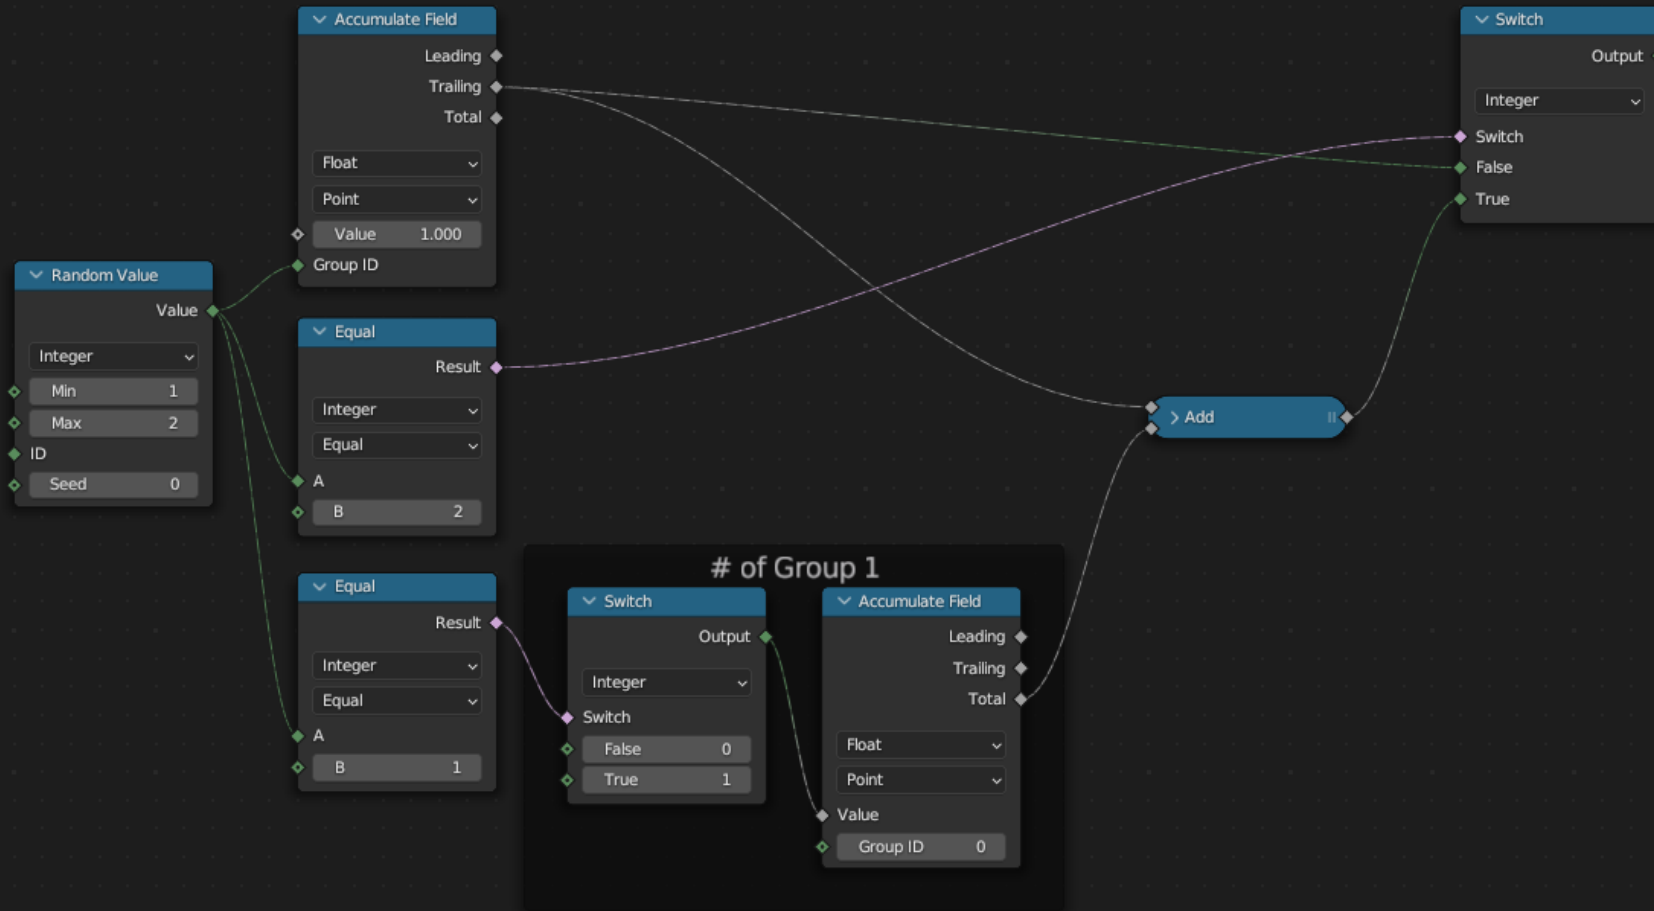 Accumulate Field
Leading
Trailing
Total
Float
Point
Value 1.000
Group ID
Random Value
Value
Integer
Min 1
Max 2
ID
Seed 0
Equal
Result
Integer
Equal
A
B 2
Equal
Result
Integer
Equal
A
B 1
# of Group 1
Switch
Output
Integer
Switch
False 0
True 1
Accumulate Field
Leading
Trailing
Total
Float
Point
Value
Group ID 0
Add
Switch
Output
Integer
Switch
False
True